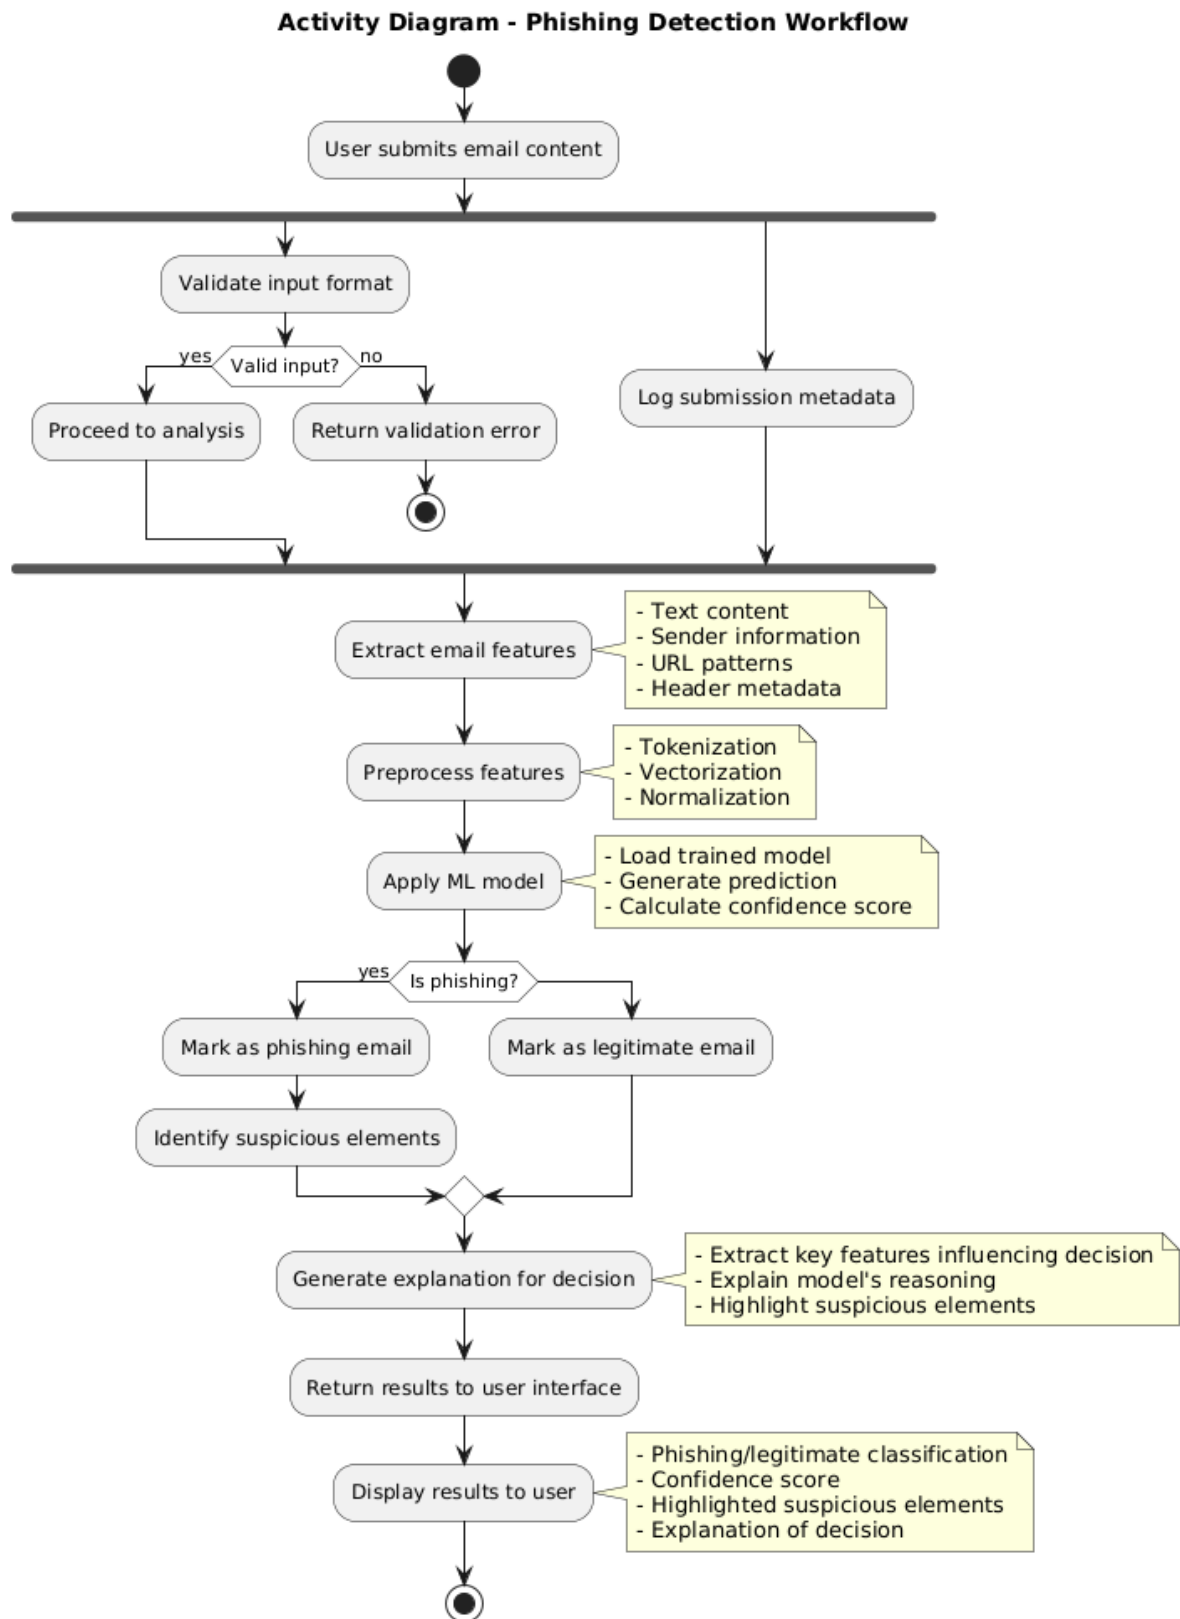 Activity Diagram - Phishing Detection Workflow
User submits email content
Validate input format
yes
Valid input?
no
Proceed to analysis
Return validation error
Log submission metadata
Extract email features
- Text content
- Sender information
- URL patterns
- Header metadata
Preprocess features
- Tokenization
- Vectorization
- Normalization
Apply ML model
- Load trained model
- Generate prediction
- Calculate confidence score
yes
Is phishing?
Mark as phishing email
Mark as legitimate email
Identify suspicious elements
Generate explanation for decision
- Extract key features influencing decision
- Explain model's reasoning
- Highlight suspicious elements
Return results to user interface
Display results to user
- Phishing/legitimate classification
- Confidence score
- Highlighted suspicious elements
- Explanation of decision